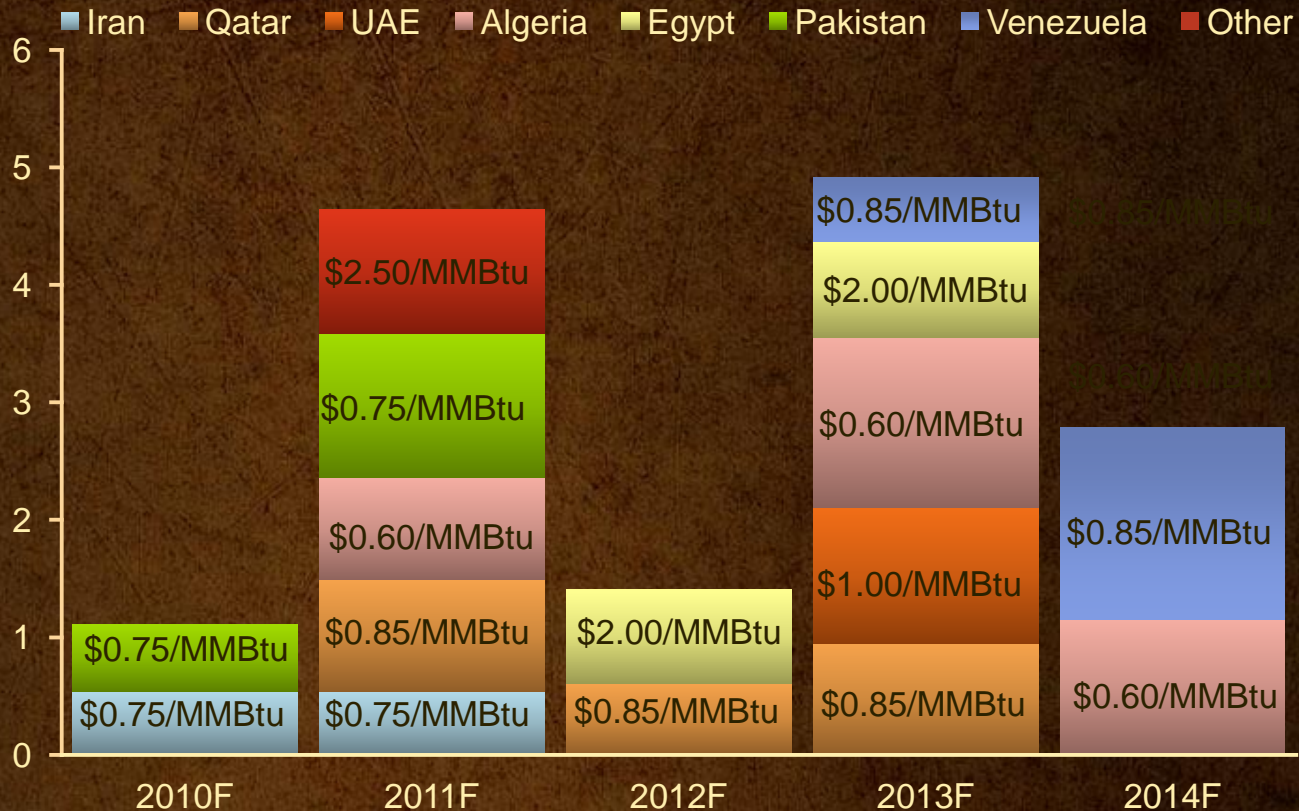 Iran Qatar UAE Algeria Egypt Pakistan Venezuela Other
6
5
4
3
2
1
0
$0.75/MMBtu
$0.75/MMBtu
$2.50/MMBtu
$0.75/MMBtu
$0.60/MMBtu
$0.85/MMBtu
$0.75/MMBtu
$2.00/MMBtu
$0.85/MMBtu
$0.85/MMBtu
$2.00/MMBtu
$0.60/MMBtu
$1.00/MMBtu
$0.85/MMBtu
$0.85/MMBtu
$0.60/MMBtu
2010F 2011F 2012F 2013F 2014F